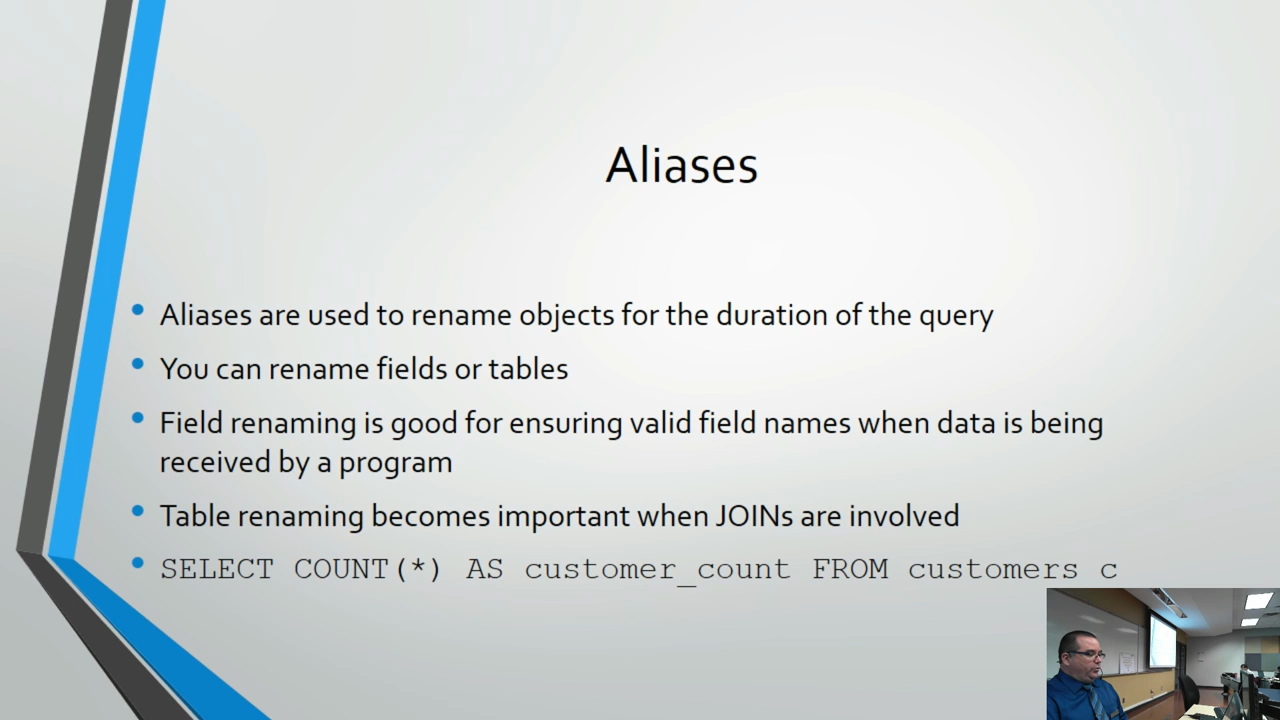 Aliases
• Aliases are used to rename objects for the duration of the query
• You can rename fields or tables
• Field renaming is good for ensuring valid field names when data is being
received by a program
• Table renaming becomes important when JOINs are involved
• SELECT COUNT(*) AS customer_count FROM customers c